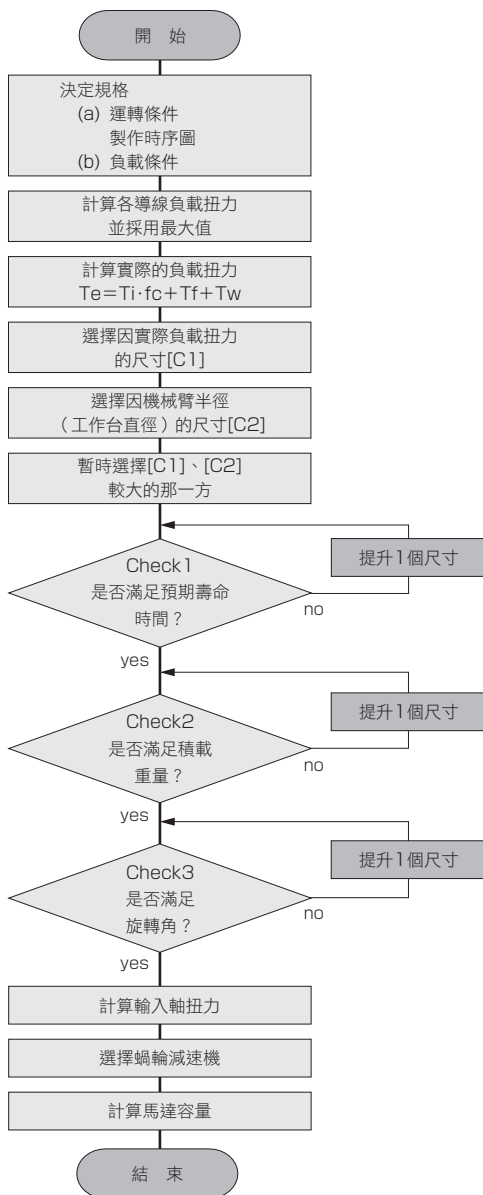 開 始
決定規格
(a) 運轉條件
製作時序圖
(b) 負載條件
計算各導線負載扭力
並採用最大值
計算實際的負載扭力
Te=Ti·fc+Tf+Tw
選擇因實際負載扭力
的尺寸[C1]
選擇因機械臂半徑
（工作台直徑）的尺寸[C2]
暫時選擇[C1]、[C2]
較大的那一方
Check1
是否滿足預期壽命
時間？
提升1個尺寸
no
yes
Check2
是否滿足積載
重量？
提升1個尺寸
no
yes
Check3
是否滿足
旋轉角？
提升1個尺寸
no
yes
計算輸入軸扭力
選擇蝸輪減速機
計算馬達容量
結 束